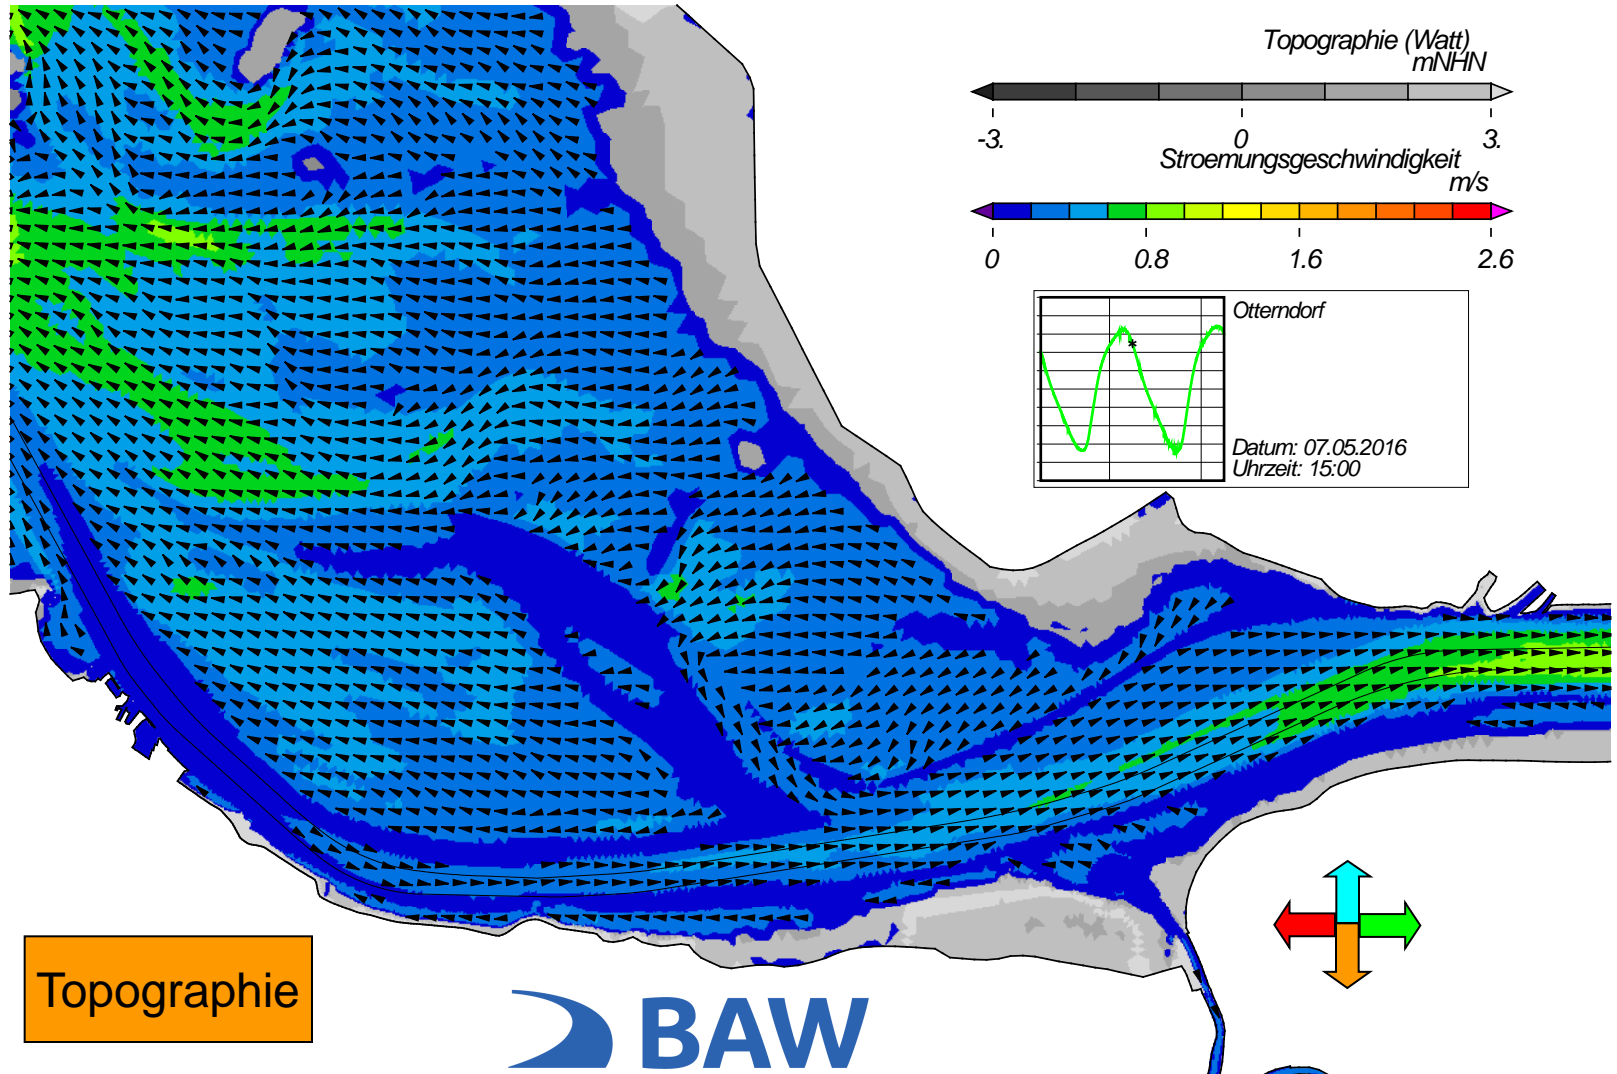 Topographie (Watt)
mNHN
-3. 0 3.
Stroemungsgeschwindigkeit
m/s
0 0.8 1.6 2.6
Otterndorf
Datum: 07.05.2016
Uhrzeit: 15:00
Topographie
BAW